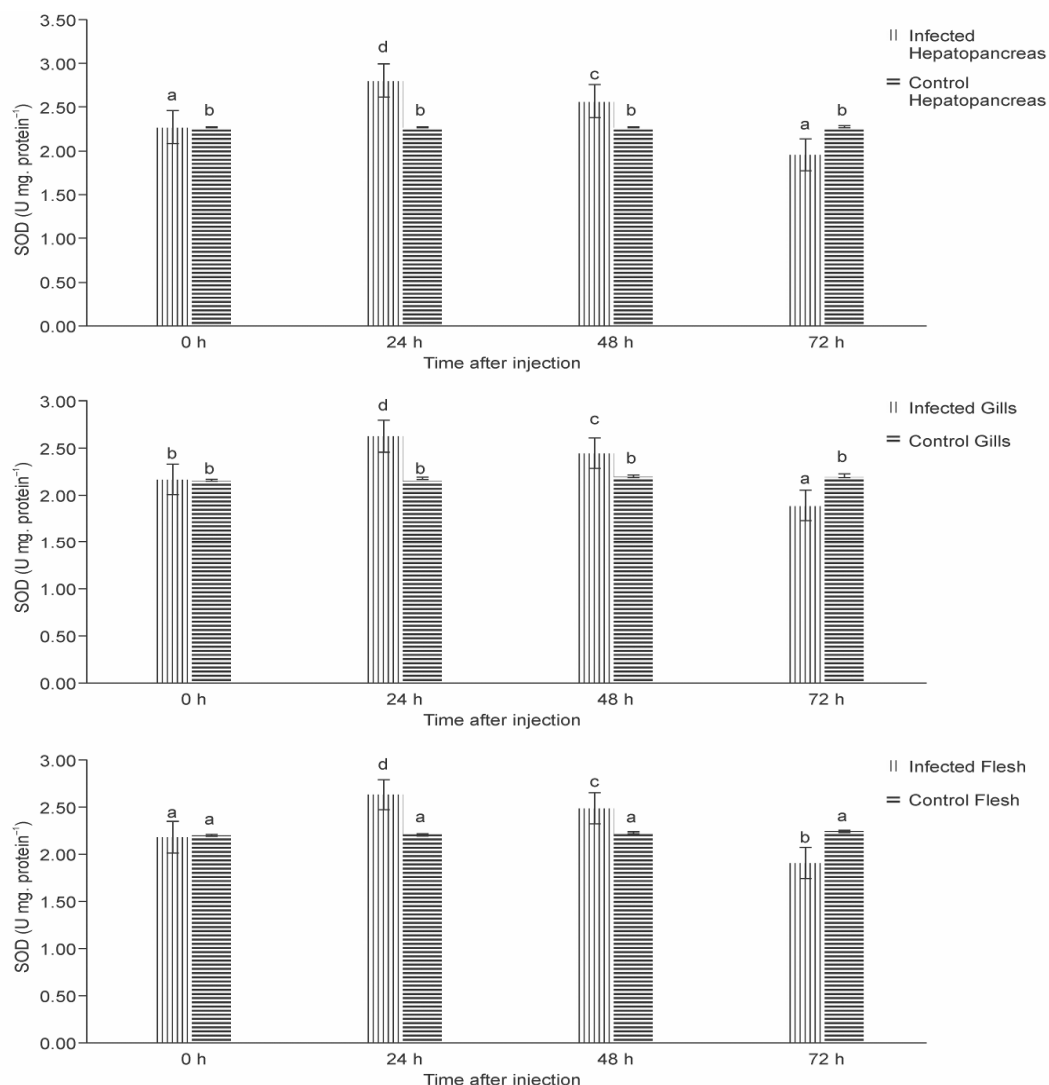 3.50
3.00
2.50
2.00
1.50
1.00
0.50
0.00
SOD (U mg. protein⁻¹)
a b d b c b a b
0 h 24 h 48 h 72 h
Time after injection
Infected
Hepatopancreas
Control
Hepatopancreas
3.00
2.50
2.00
1.50
1.00
0.50
0.00
SOD (U mg. protein⁻¹)
b b d b c b a b
0 h 24 h 48 h 72 h
Time after injection
Infected Gills
Control Gills
3.00
2.50
2.00
1.50
1.00
0.50
0.00
SOD (U mg. protein⁻¹)
a a d a c a b a
0 h 24 h 48 h 72 h
Time after injection
Infected Flesh
Control Flesh